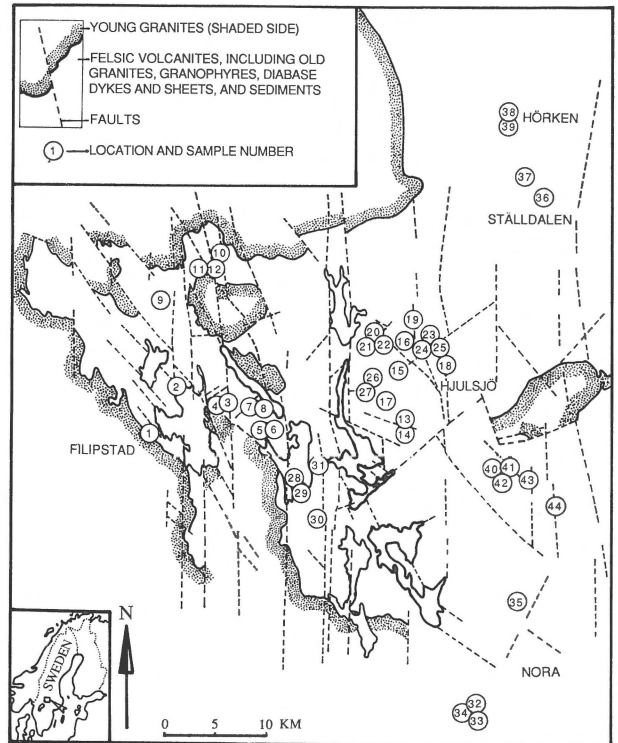 YOUNG GRANITES (SHADED SIDE)
FELSIC VOLCANITES, INCLUDING OLD
GRANITES, GRANOPHYRES, DIABASE
DYKES AND SHEETS, AND SEDIMENTS
FAULTS
1 LOCATION AND SAMPLE NUMBER
38
39 HÖRKEN
37
36
STÄLLDALEN
10
11 12
9
19
20 23
21 22 16 24 25
18
15
26
HJULSJÖ
27
17
2
4 3 7 8
13
14
1
5 6
FILIPSTAD
31
28
29
40 41
42 43
44
30
35
NORA
32
34 33
SWEDEN
N
0 5 10 KM